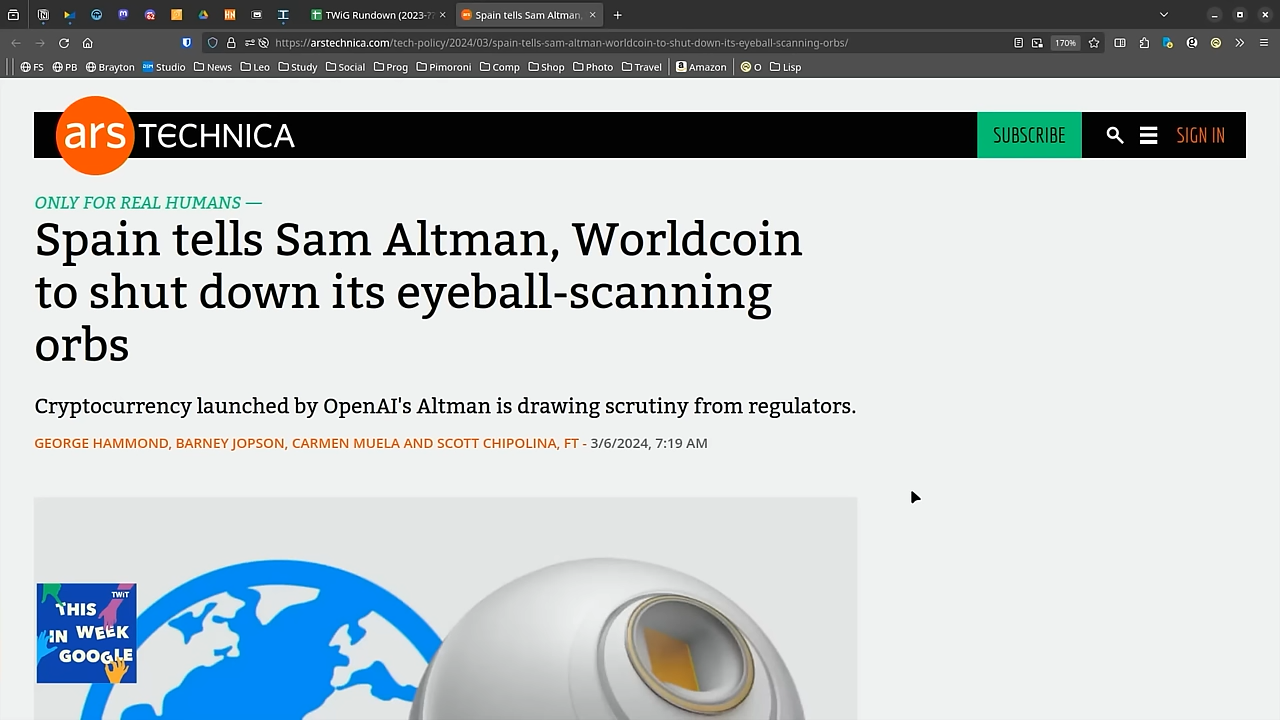 TWiG Rundown (2023-??
Spain tells Sam Altman,
https://arstechnica.com/tech-policy/2024/03/spain-tells-sam-altman-worldcoin-to-shut-down-its-eyeball-scanning-orbs/
170%
FS PB Brayton Studio News Leo Study Social Prog Pimoroni Comp Shop Photo Travel Amazon O Lisp
ars TECHNICA
SUBSCRIBE
SIGN IN
ONLY FOR REAL HUMANS —
Spain tells Sam Altman, Worldcoin
to shut down its eyeball-scanning
orbs
Cryptocurrency launched by OpenAI's Altman is drawing scrutiny from regulators.
GEORGE HAMMOND, BARNEY JOPSON, CARMEN MUELA AND SCOTT CHIPOLINA, FT - 3/6/2024, 7:19 AM
TWiT
THIS
IN WEEK
GOOGLE